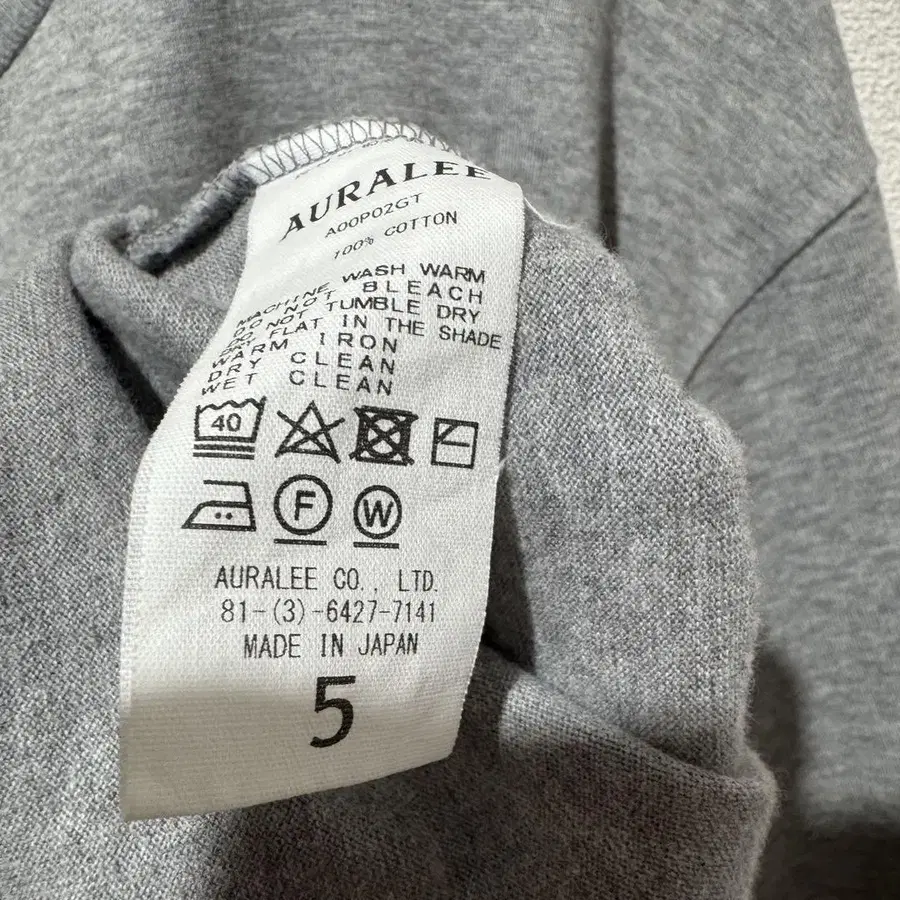 AURALEE
A00P02GT
100% COTTON
MACHINE WASH WARM
DO NOT BLEACH
DO NOT TUMBLE DRY
DRY FLAT IN THE SHADE
WARM IRON
DRY CLEAN
WET CLEAN
40
F
W
AURALEE CO., LTD.
81-(3)-6427-7141
MADE IN JAPAN
5